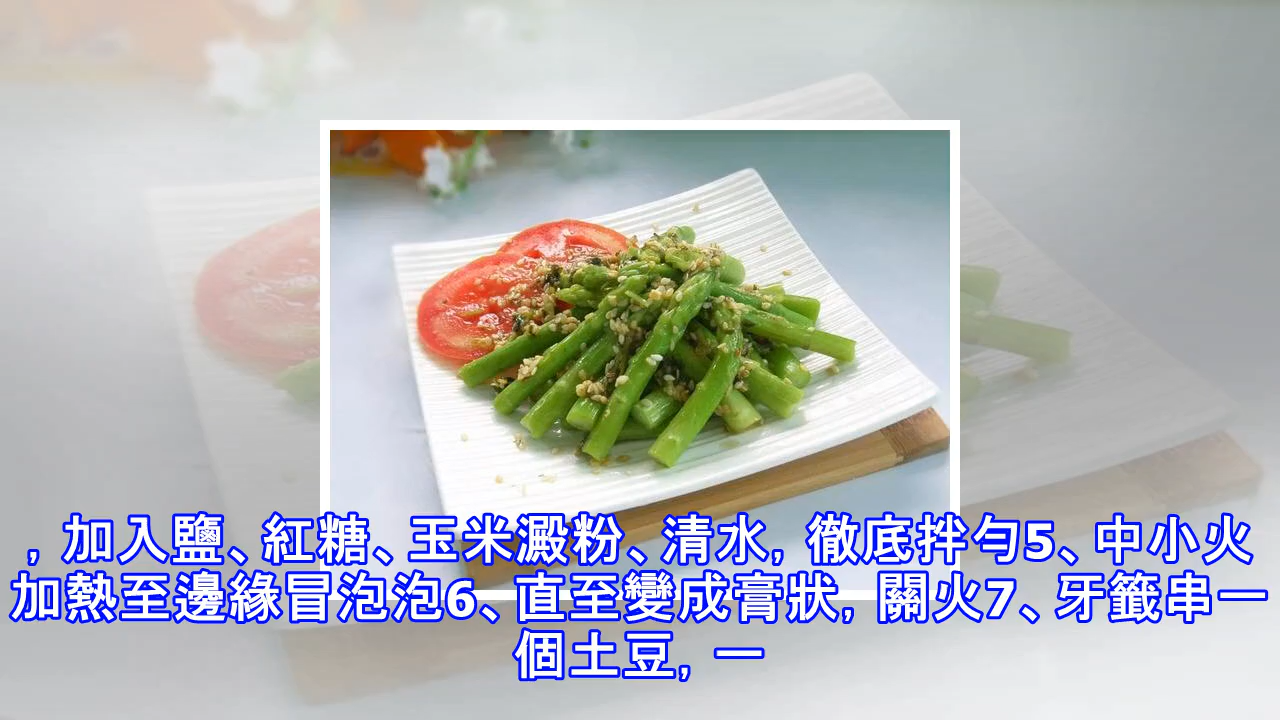 , 加入鹽、紅糖、玉米澱粉、清水, 徹底拌勻5、中小火
加熱至邊緣冒泡泡6、直至變成膏狀, 關火7、牙籤串一
個土豆, 一